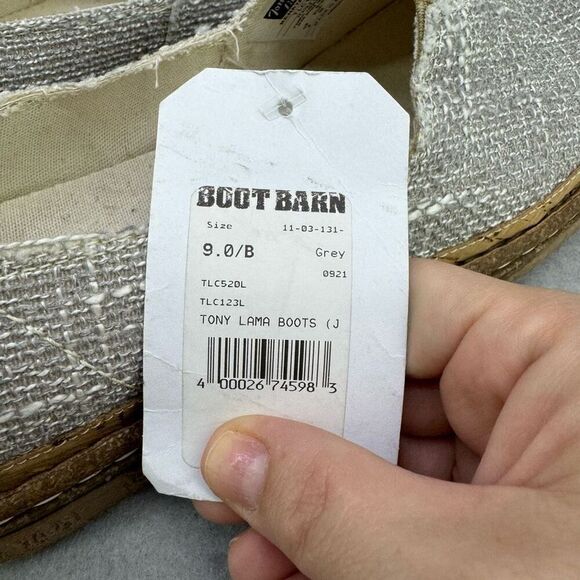 BOOT BARN
Size 11-03-131-
9.0/B Grey
0921
TLC520L
TLC123L
TONY LAMA BOOTS (J
4 00026 74598 3